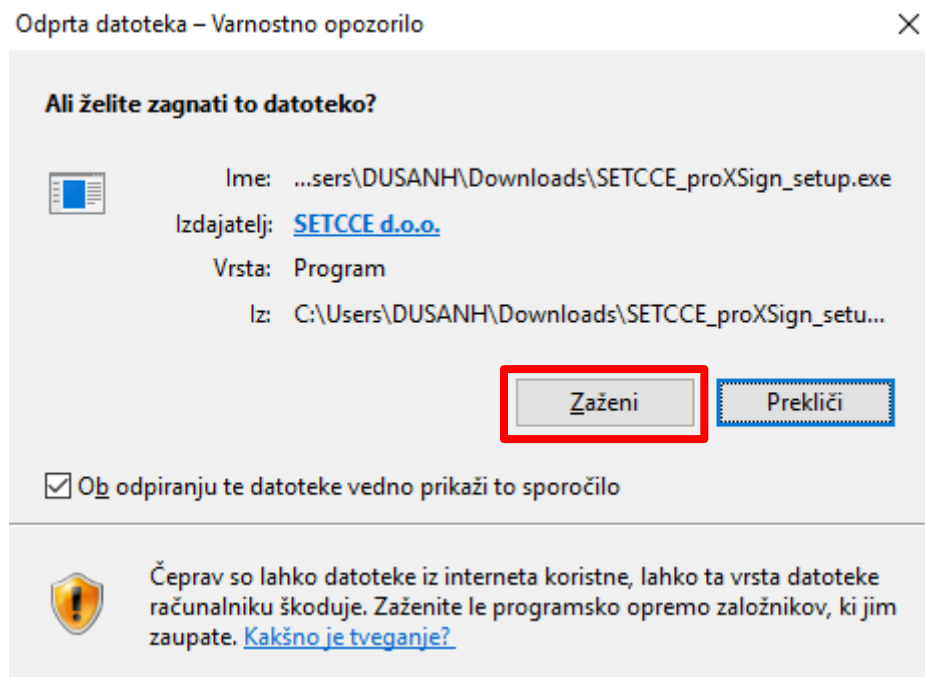 Odprta datoteka – Varnostno opozorilo
Ali želite zagnati to datoteko?
Ime: ...sers\DUSANH\Downloads\SETCCE_proXSign_setup.exe
Izdajatelj: SETCCE d.o.o.
Vrsta: Program
Iz: C:\Users\DUSANH\Downloads\SETCCE_proXSign_setu...
Zaženi Prekliči
Ob odpiranju te datoteke vedno prikaži to sporočilo
Čeprav so lahko datoteke iz interneta koristne, lahko ta vrsta datoteke
računalniku škoduje. Zaženite le programsko opremo založnikov, ki jim
zaupate. Kakšno je tveganje?